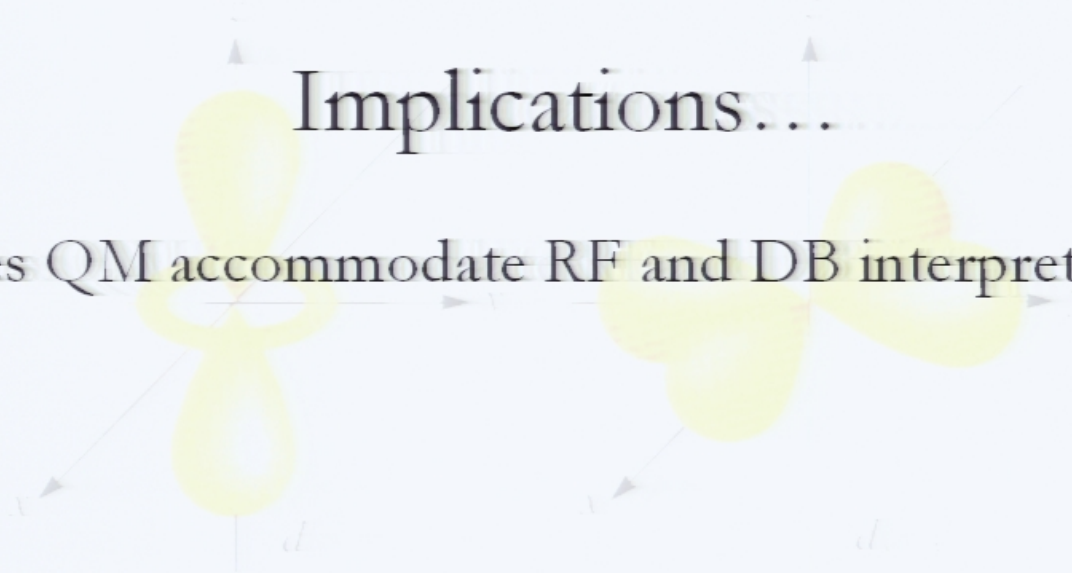 Implications…
es QM accommodate RF and DB interpret
x
x
x
d
d